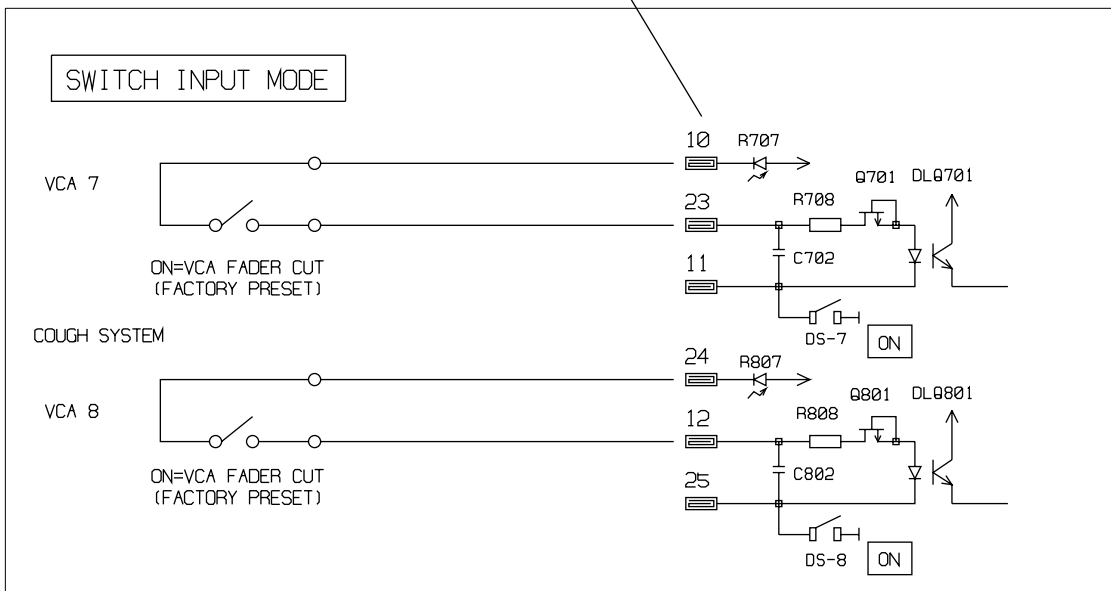 SWITCH INPUT MODE
10
R707
VCA 7
23
R708
Q701
DLQ701
C702
11
ON=VCA FADER CUT
(FACTORY PRESET)
DS-7
ON
COUGH SYSTEM
24
R807
VCA 8
12
R808
Q801
DLQ801
C802
25
ON=VCA FADER CUT
(FACTORY PRESET)
DS-8
ON